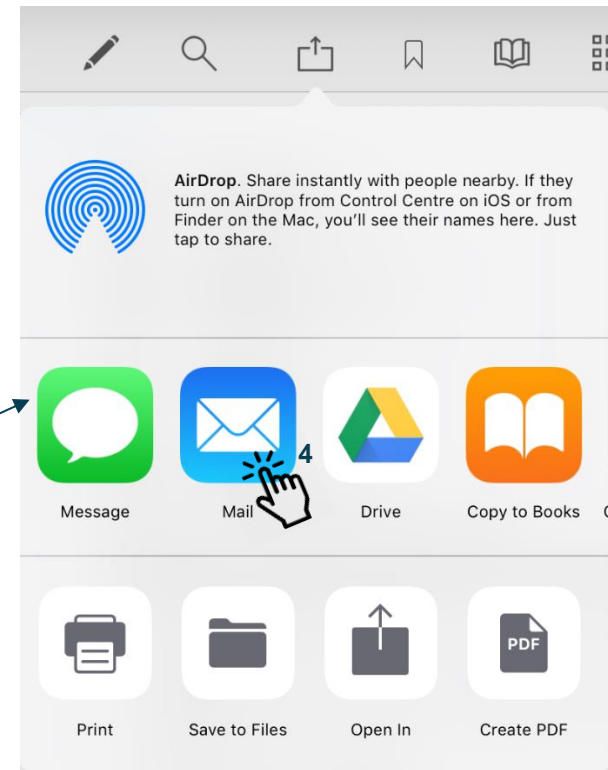 AirDrop. Share instantly with people nearby. If they
turn on AirDrop from Control Centre on iOS or from
Finder on the Mac, you’ll see their names here. Just
tap to share.
4
Message Mail Drive Copy to Books
PDF
Print Save to Files Open In Create PDF